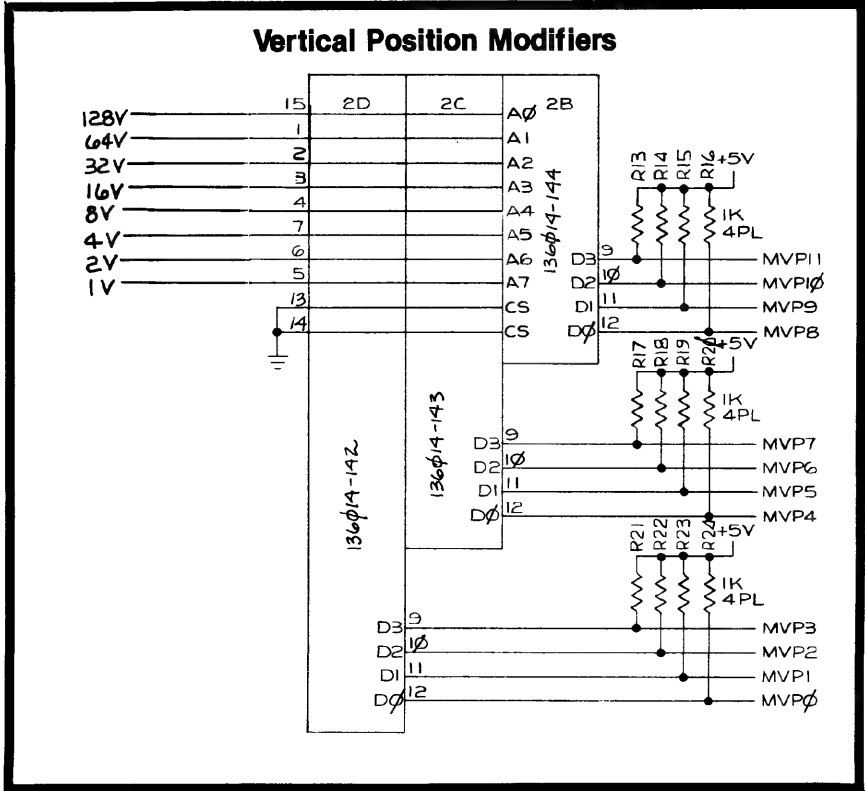 Vertical Position Modifiers
2D 2C 2B
128V 15 AØ
64V 1 A1
32V 2 A2
16V 3 A3
8V 4 A4
4V 7 A5
2V 6 A6
1V 5 A7
13 CS
14 CS
136Ø14-144
R13 R14 R15 R16 +5V
1K
4PL
D3 9 MVP11
D2 1Ø MVP1Ø
D1 11 MVP9
DØ 12 MVP8
136Ø14-143
R17 R18 R19 R2Ø +5V
1K
4PL
D3 9 MVP7
D2 1Ø MVP6
D1 11 MVP5
DØ 12 MVP4
136Ø14-142
R21 R22 R23 R24 +5V
1K
4PL
D3 9 MVP3
D2 1Ø MVP2
D1 11 MVP1
DØ 12 MVPØ